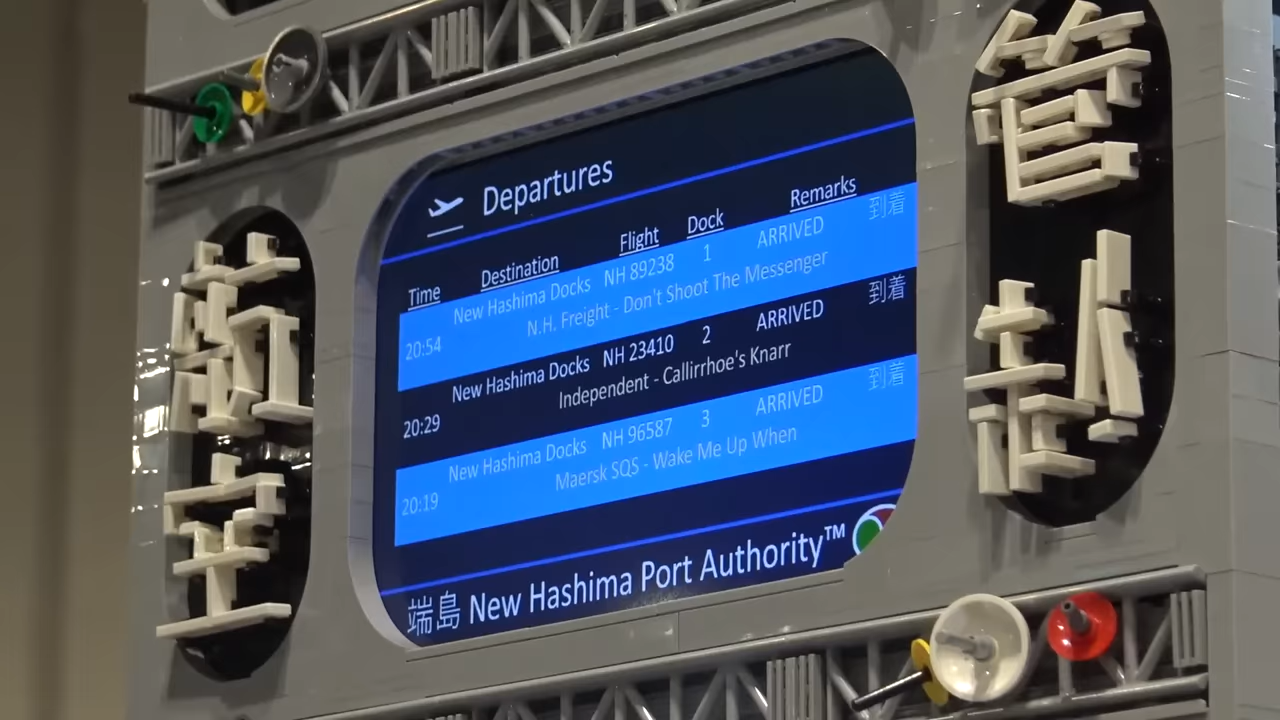 Departures
Time Destination Flight Dock Remarks
20:54 New Hashima Docks NH 89238 1 ARRIVED 到着
N.H. Freight - Don't Shoot The Messenger
20:29 New Hashima Docks NH 23410 2 ARRIVED 到着
Independent - Callirrhoe's Knarr
20:19 New Hashima Docks NH 96587 3 ARRIVED 到着
Maersk SQS - Wake Me Up When
端島 New Hashima Port Authority™
航空
管